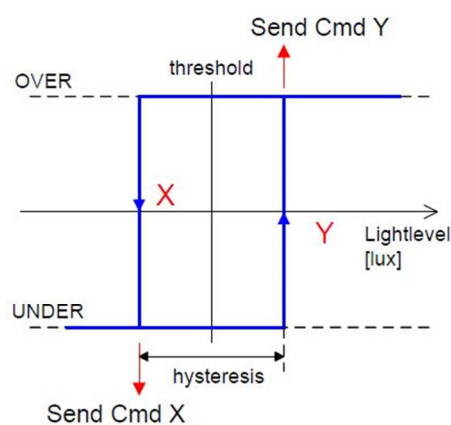 Send Cmd Y
threshold
OVER
X
Y
Lightlevel
[lux]
UNDER
hysteresis
Send Cmd X